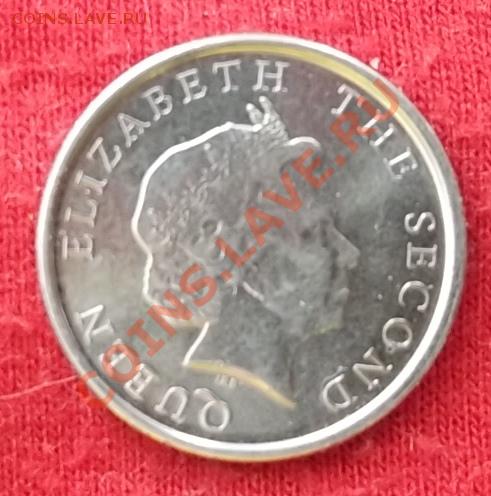 COINS.LAVE.RU
QUEEN ELIZABETH THE SECOND
COINS.LAVE.RU